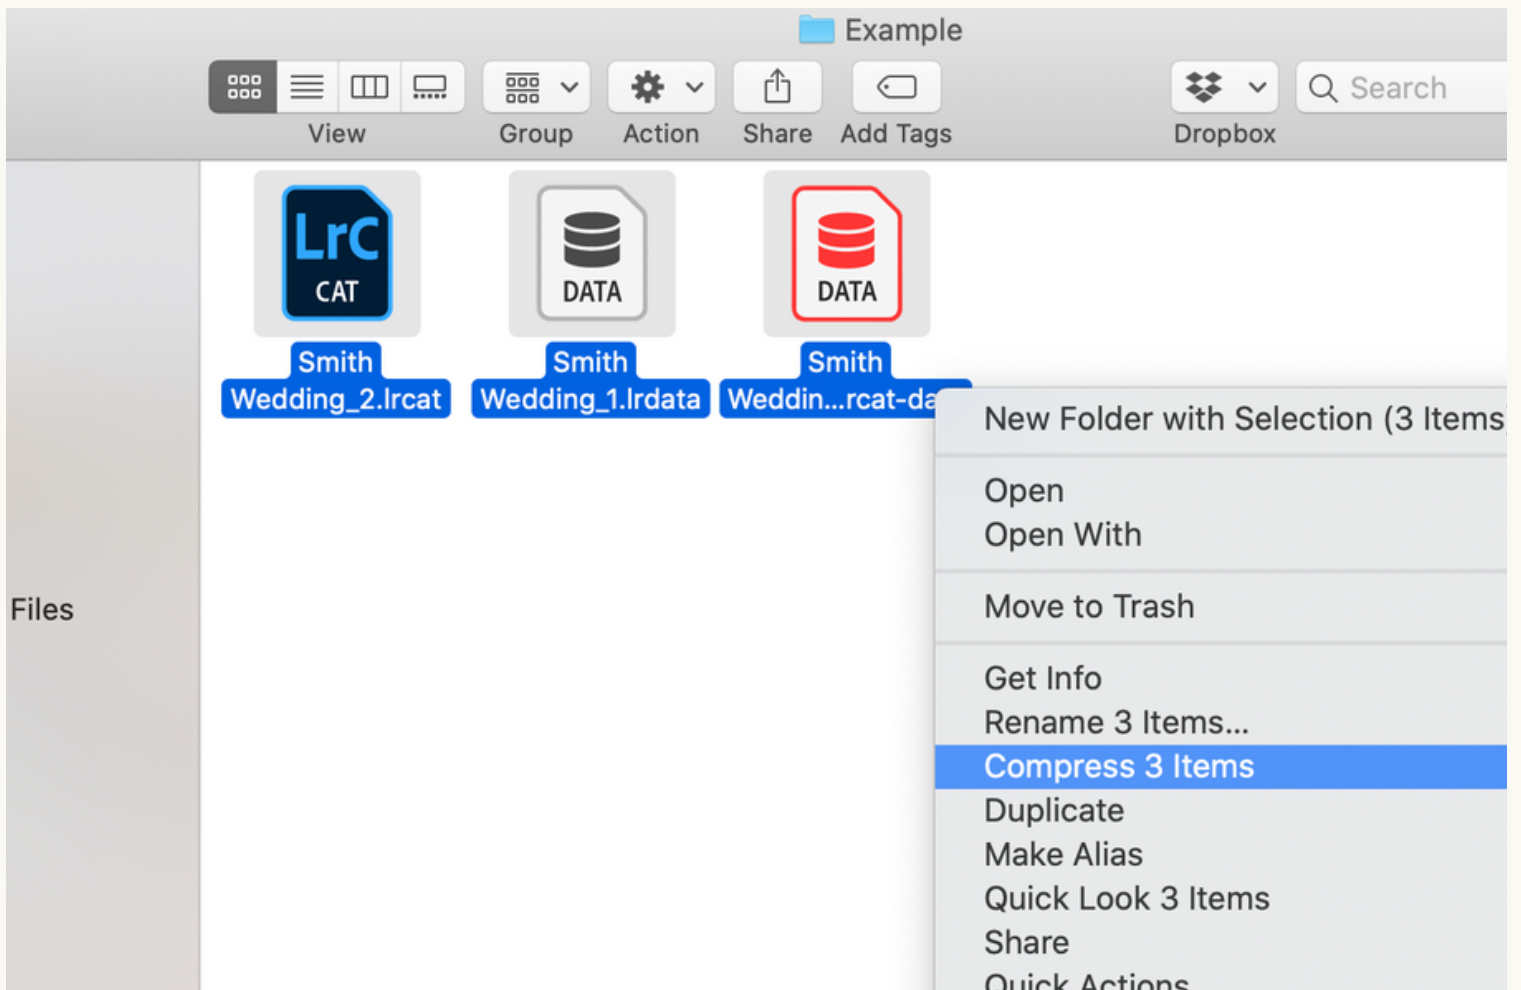 Example
View
Group
Action
Share
Add Tags
Dropbox
Search
LrC
CAT
DATA
DATA
Smith
Wedding_2.lrcat
Smith
Wedding_1.lrdata
Smith
Weddin...rcat-da
Files
New Folder with Selection (3 Items)
Open
Open With
Move to Trash
Get Info
Rename 3 Items...
Compress 3 Items
Duplicate
Make Alias
Quick Look 3 Items
Share
Quick Actions